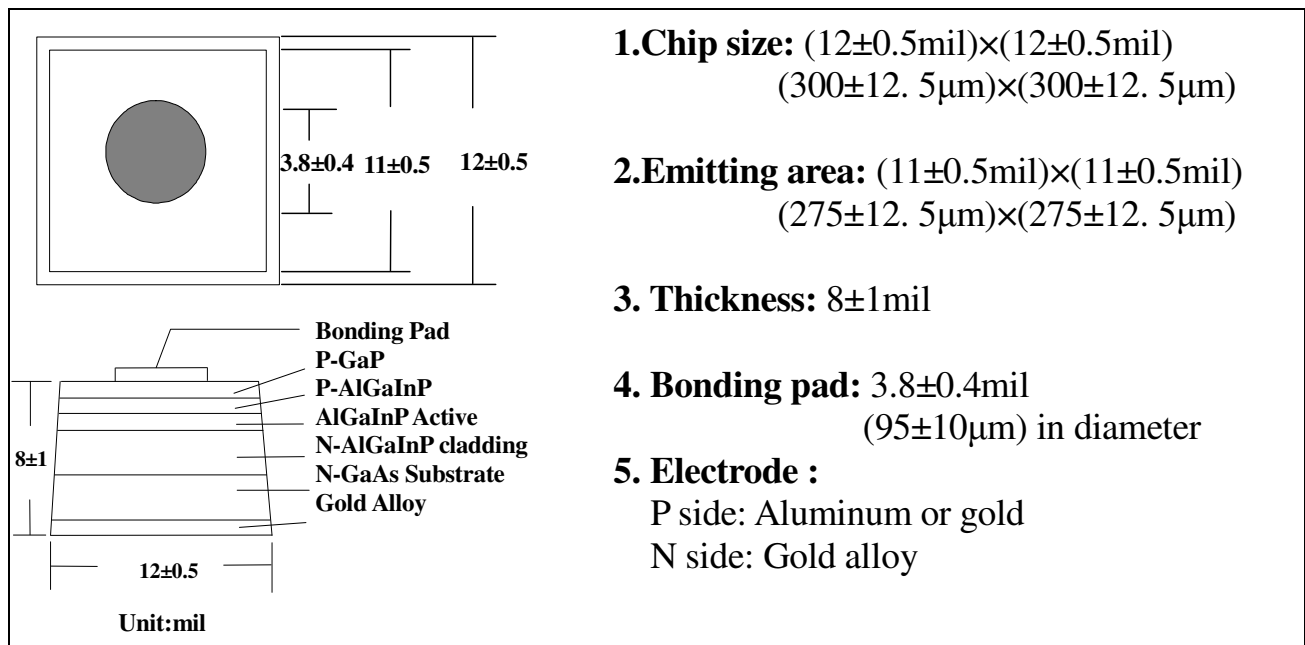 3.8±0.4 11±0.5 12±0.5
Bonding Pad
P-GaP
P-AlGaInP
AlGaInP Active
N-AlGaInP cladding
N-GaAs Substrate
Gold Alloy
8±1
12±0.5
Unit:mil
1.Chip size: (12±0.5mil)×(12±0.5mil)
(300±12. 5μm)×(300±12. 5μm)
2.Emitting area: (11±0.5mil)×(11±0.5mil)
(275±12. 5μm)×(275±12. 5μm)
3. Thickness: 8±1mil
4. Bonding pad: 3.8±0.4mil
(95±10μm) in diameter
5. Electrode :
P side: Aluminum or gold
N side: Gold alloy